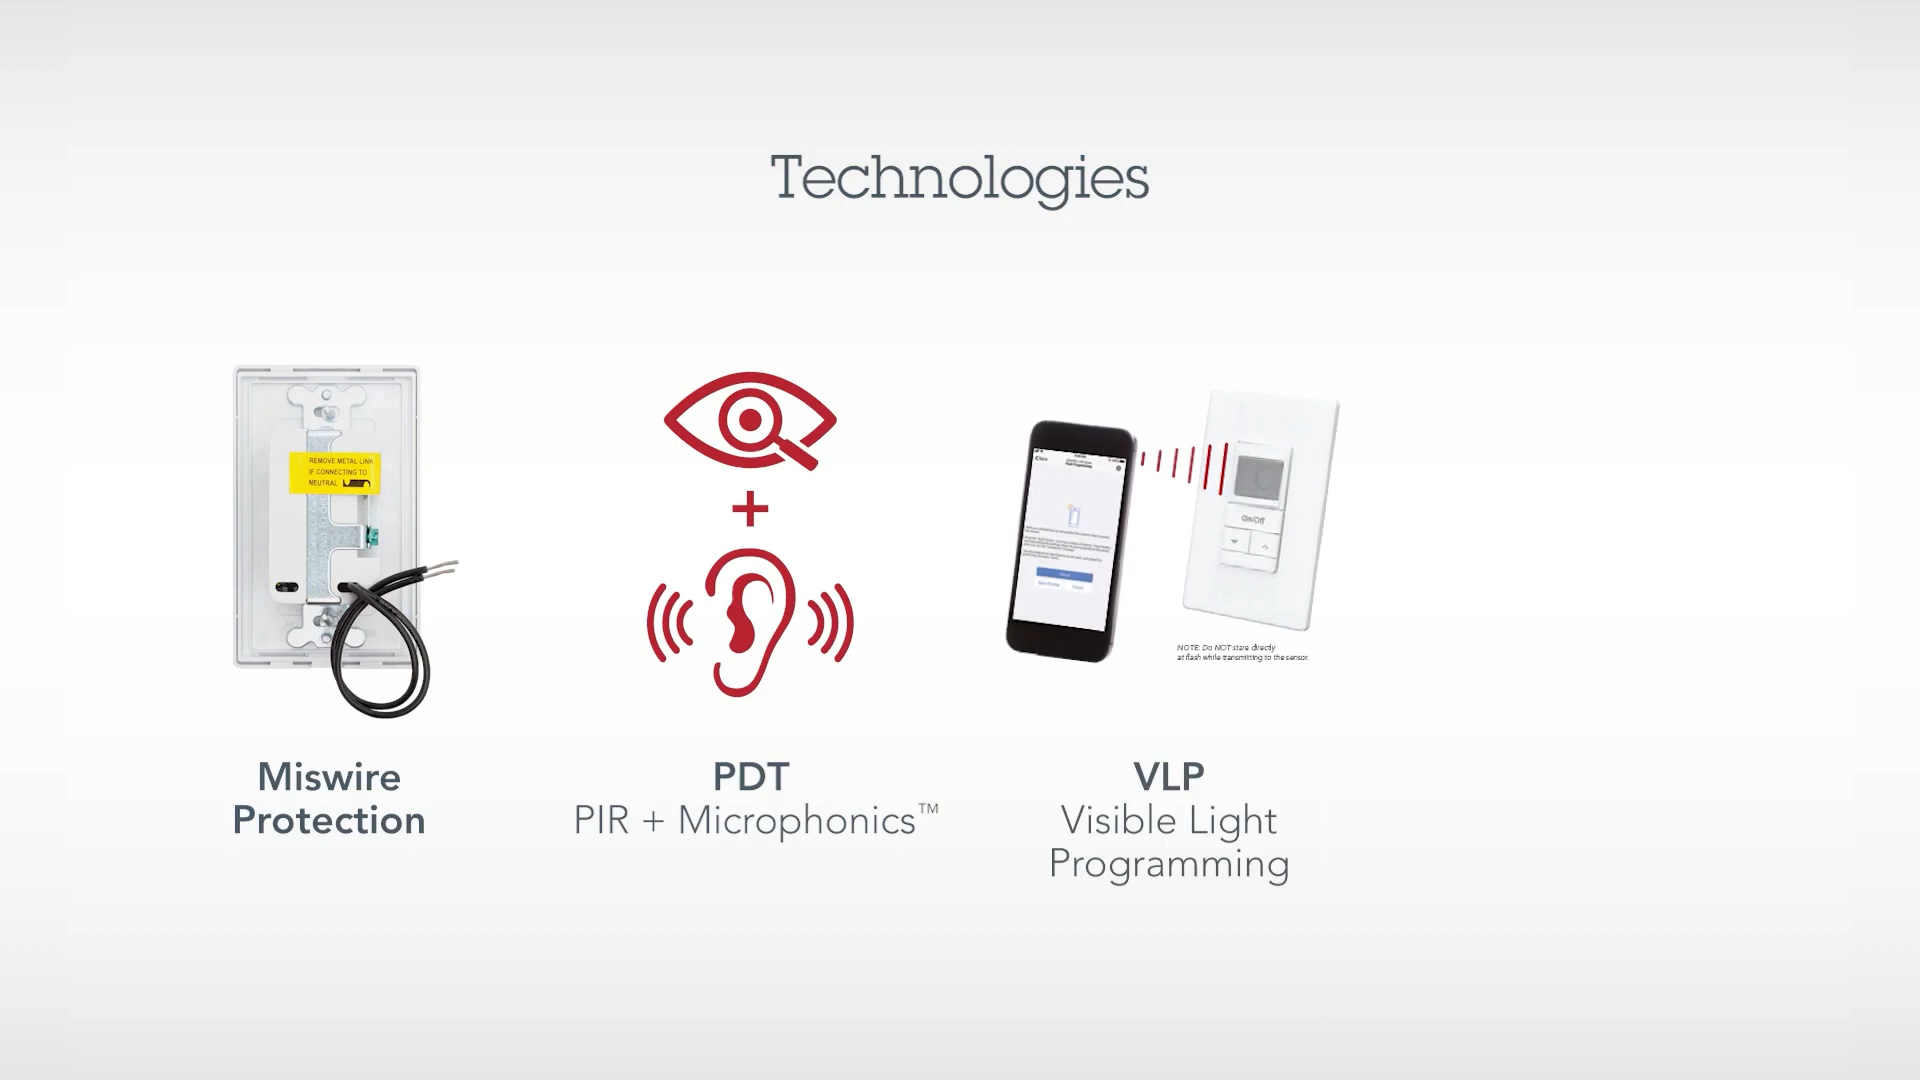 Technologies
REMOVE METAL LINK
IF CONNECTING TO
NEUTRAL
On/Off
NOTE: Do NOT stare directly
at flash while transmitting to the sensor.
Miswire
Protection
PDT
PIR + Microphonics™
VLP
Visible Light
Programming